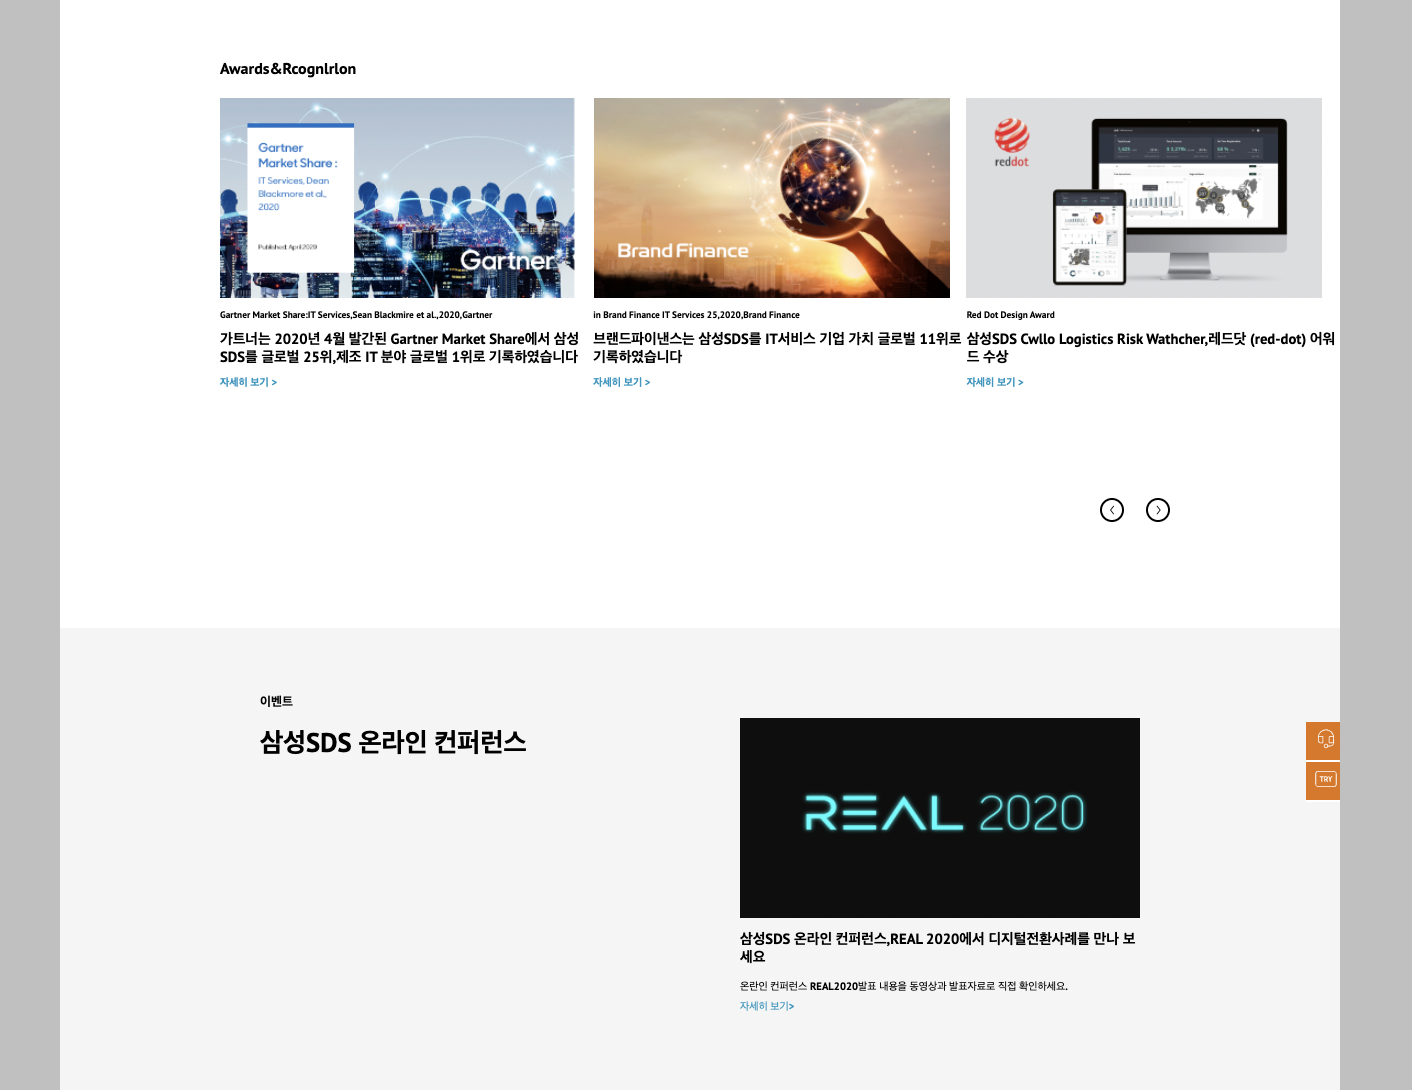 Awards&Rcognlrlon
Gartner
Market Share :
IT Services, Dean
Blackmore et al.,
2020
Published: April 2020
Gartner
Brand Finance
reddot
Gartner Market Share:IT Services,Sean Blackmire et al.,2020,Gartner
가트너는 2020년 4월 발간된 Gartner Market Share에서 삼성
SDS를 글로벌 25위,제조 IT 분야 글로벌 1위로 기록하였습니다
자세히 보기 >
in Brand Finance IT Services 25,2020,Brand Finance
브랜드파이낸스는 삼성SDS를 IT서비스 기업 가치 글로벌 11위로
기록하였습니다
자세히 보기 >
Red Dot Design Award
삼성SDS Cwllo Logistics Risk Wathcher,레드닷 (red-dot) 어워
드 수상
자세히 보기 >
이벤트
삼성SDS 온라인 컨퍼런스
REAL 2020
TRY
삼성SDS 온라인 컨퍼런스,REAL 2020에서 디지털전환사례를 만나 보
세요
온란인 컨퍼런스 REAL2020발표 내용을 동영상과 발표자료로 직접 확인하세요.
자세히 보기>